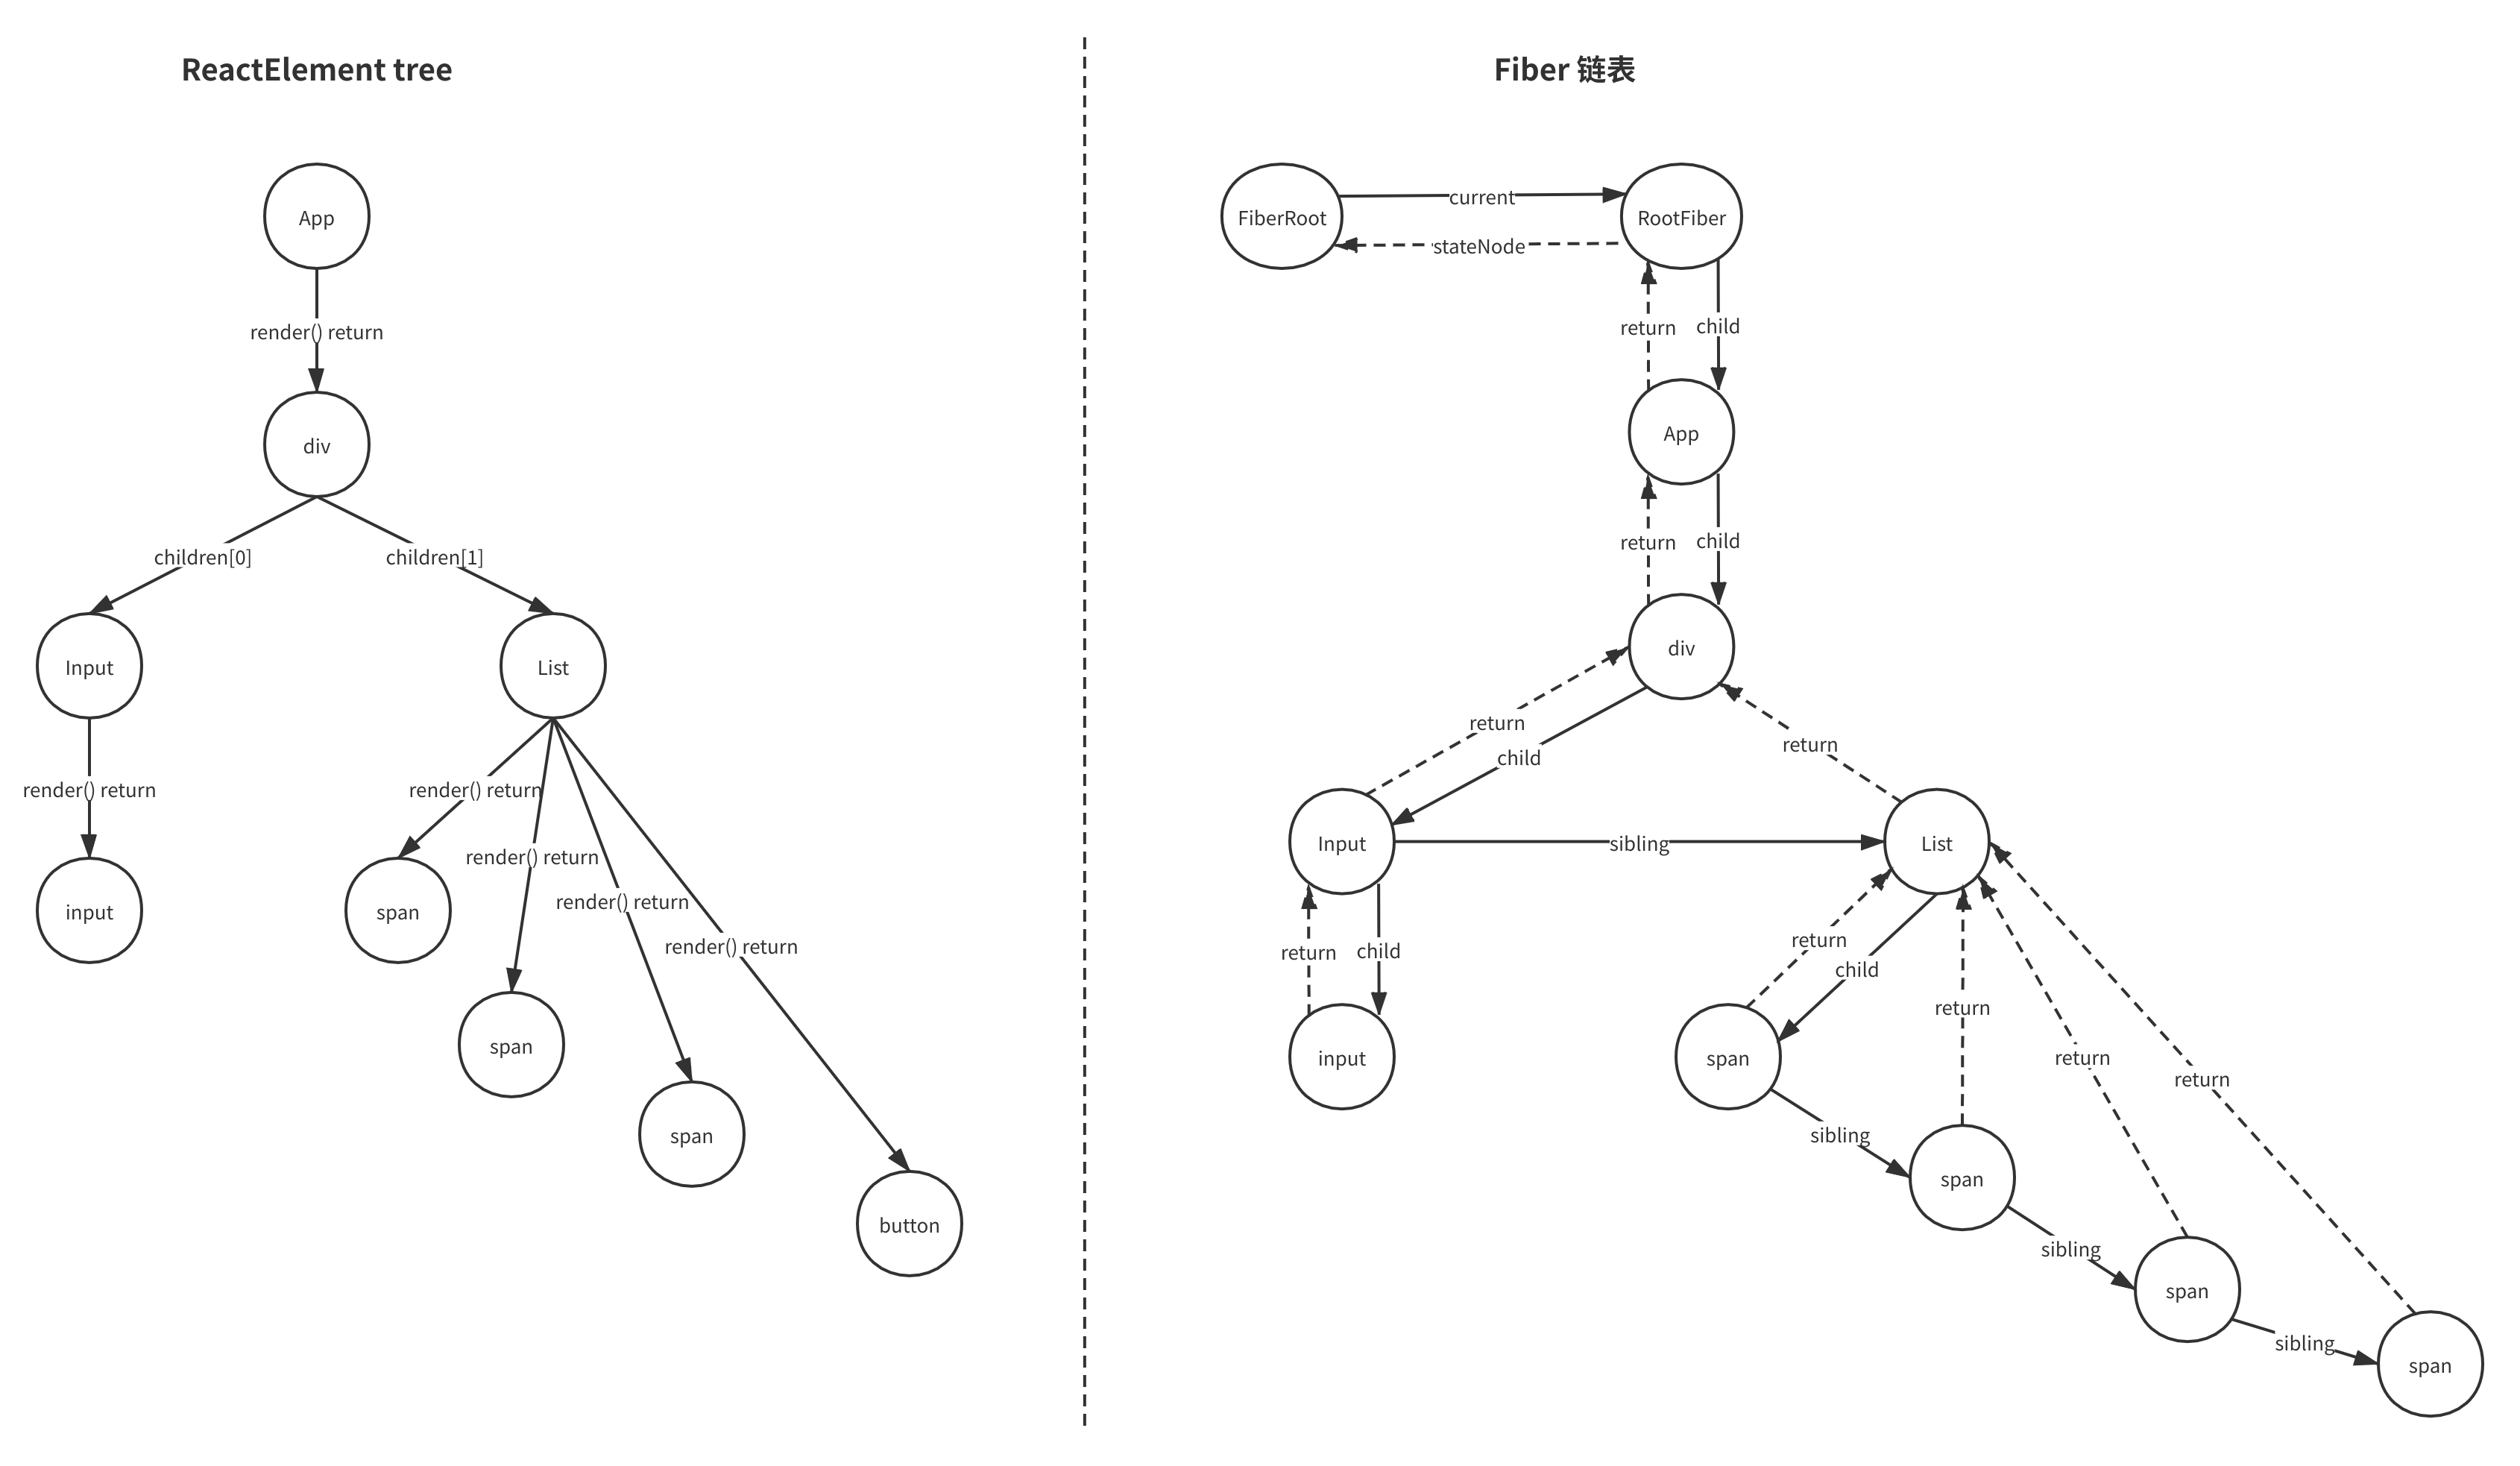 ReactElement tree
App
render() return
div
children[0]
children[1]
Input
List
render() return
render() return
render() return
render() return
render() return
input
span
span
span
button
Fiber 链表
FiberRoot
current
RootFiber
stateNode
return
child
App
return
child
div
return
child
return
Input
sibling
List
return
child
return
child
return
return
return
input
span
sibling
span
sibling
span
sibling
span